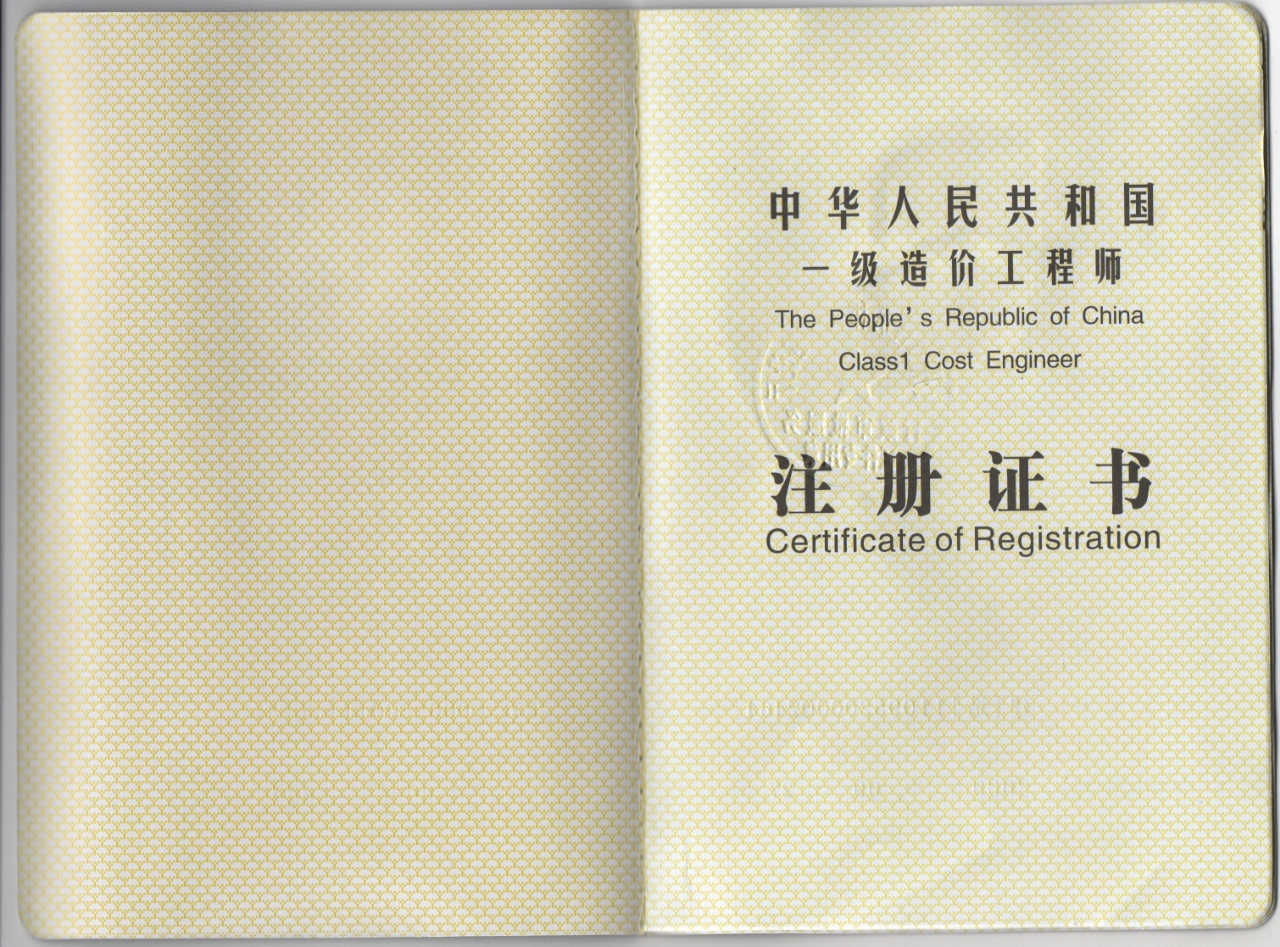 中华人民共和国
一级造价工程师
The People's Republic of China
Class1 Cost Engineer
注册证书
Certificate of Registration